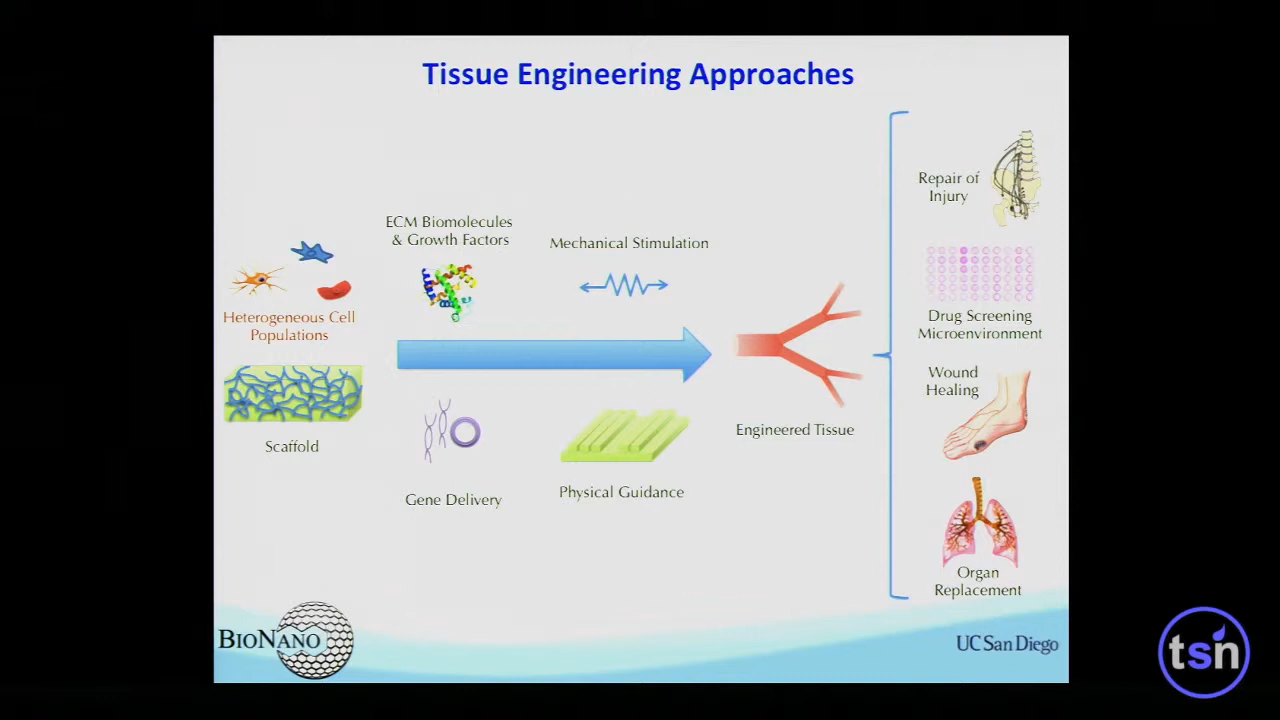 Tissue Engineering Approaches
Heterogeneous Cell
Populations
Scaffold
ECM Biomolecules
& Growth Factors
Mechanical Stimulation
Gene Delivery
Physical Guidance
Engineered Tissue
Repair of
Injury
Drug Screening
Microenvironment
Wound
Healing
Organ
Replacement
BIONANO
UC San Diego
tsn